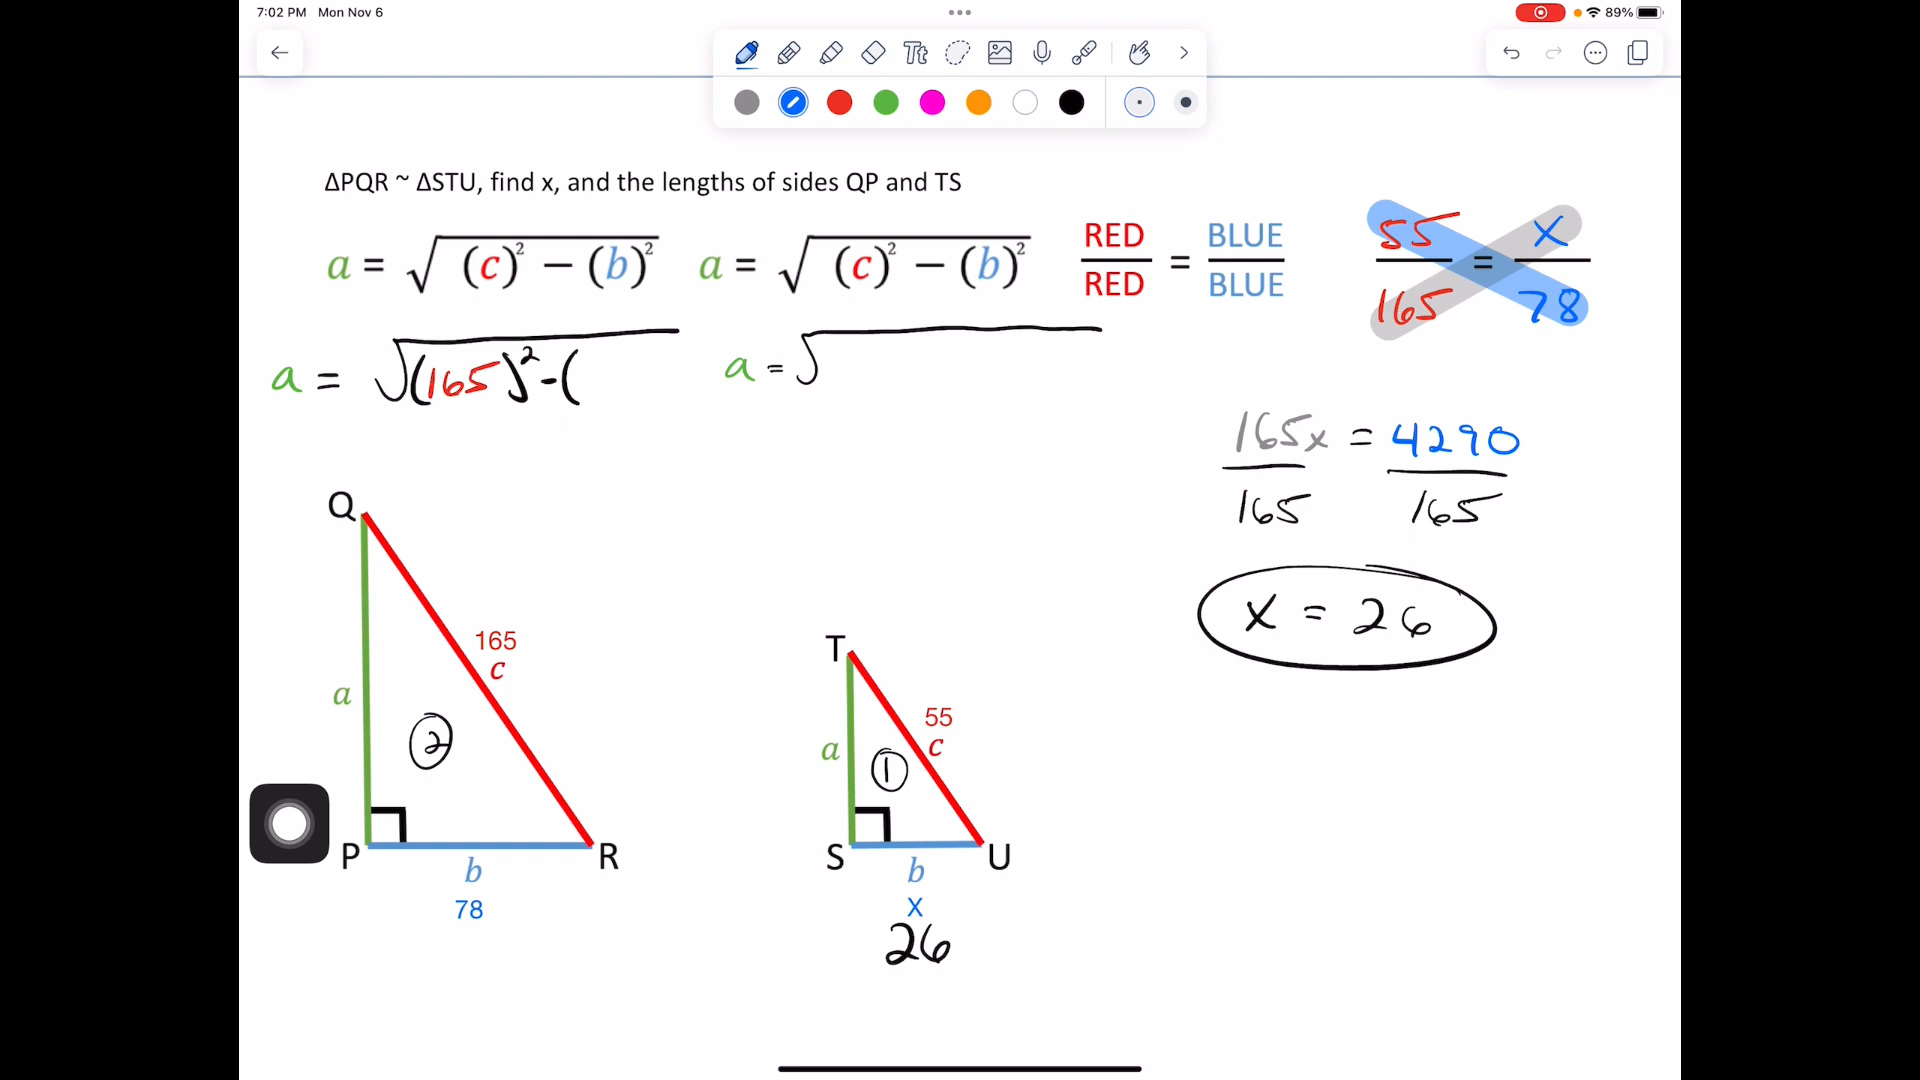 7:02 PM Mon Nov 6
89%
Tt
ΔPQR ~ ΔSTU, find x, and the lengths of sides QP and TS
a = √(c)² − (b)² a = √(c)² − (b)²
RED/RED = BLUE/BLUE
55/165 = x/78
a = √(165)² - (
a = √
165x = 4290
165 165
x = 26
Q
165
c
a
2
P
R
b
78
T
55
c
a
1
S
U
b
X
26